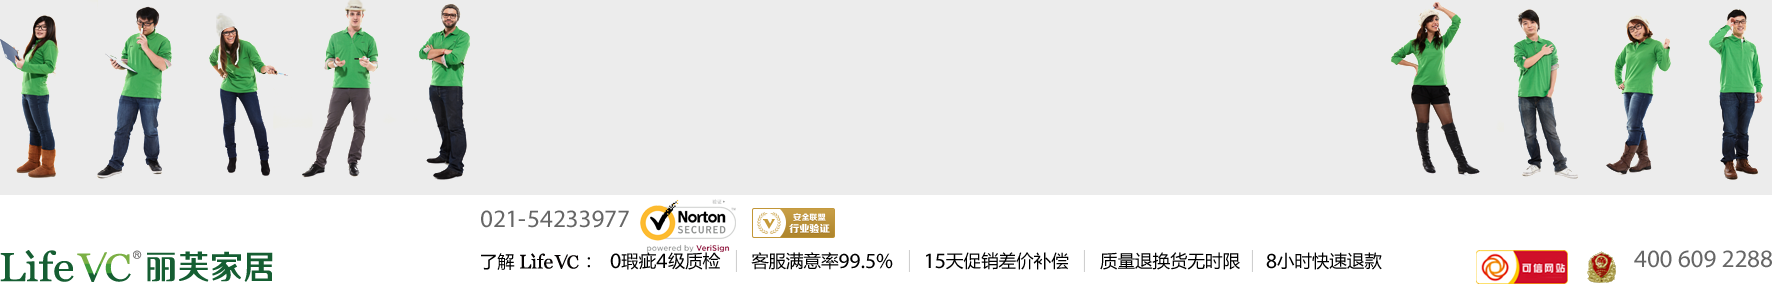 021-54233977
Norton
SECURED
powered by VeriSign
安全联盟
行业验证
LifeVC® 丽芙家居
了解 LifeVC： 0瑕疵4级质检 客服满意率99.5% 15天促销差价补偿 质量退换货无时限 8小时快速退款
可信网站
400 609 2288